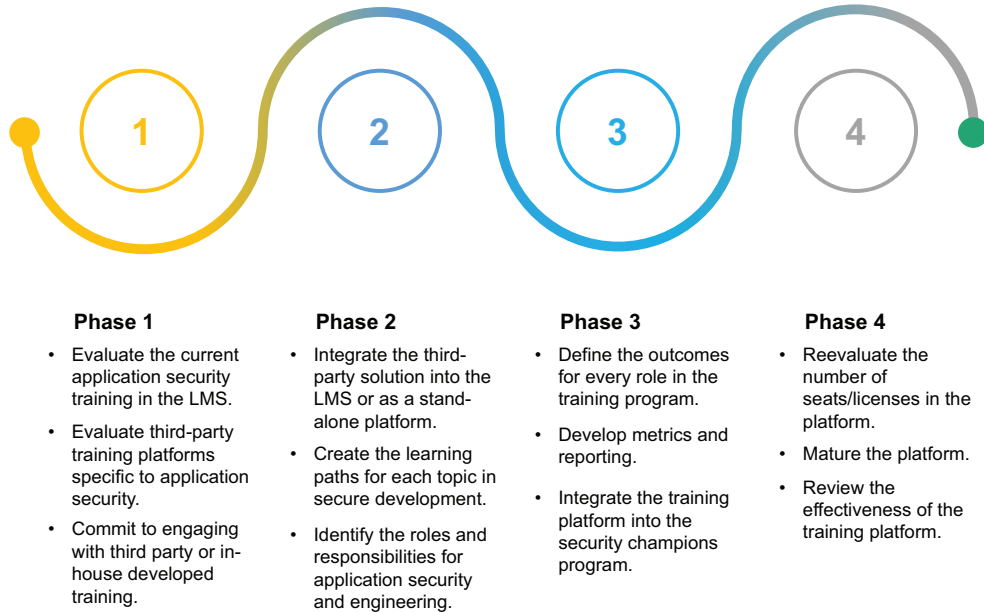 1
2
3
4
Phase 1
• Evaluate the current
application security
training in the LMS.
• Evaluate third-party
training platforms
specific to application
security.
• Commit to engaging
with third party or in-
house developed
training.
Phase 2
• Integrate the third-
party solution into the
LMS or as a stand-
alone platform.
• Create the learning
paths for each topic in
secure development.
• Identify the roles and
responsibilities for
application security
and engineering.
Phase 3
• Define the outcomes
for every role in the
training program.
• Develop metrics and
reporting.
• Integrate the training
platform into the
security champions
program.
Phase 4
• Reevaluate the
number of
seats/licenses in the
platform.
• Mature the platform.
• Review the
effectiveness of the
training platform.